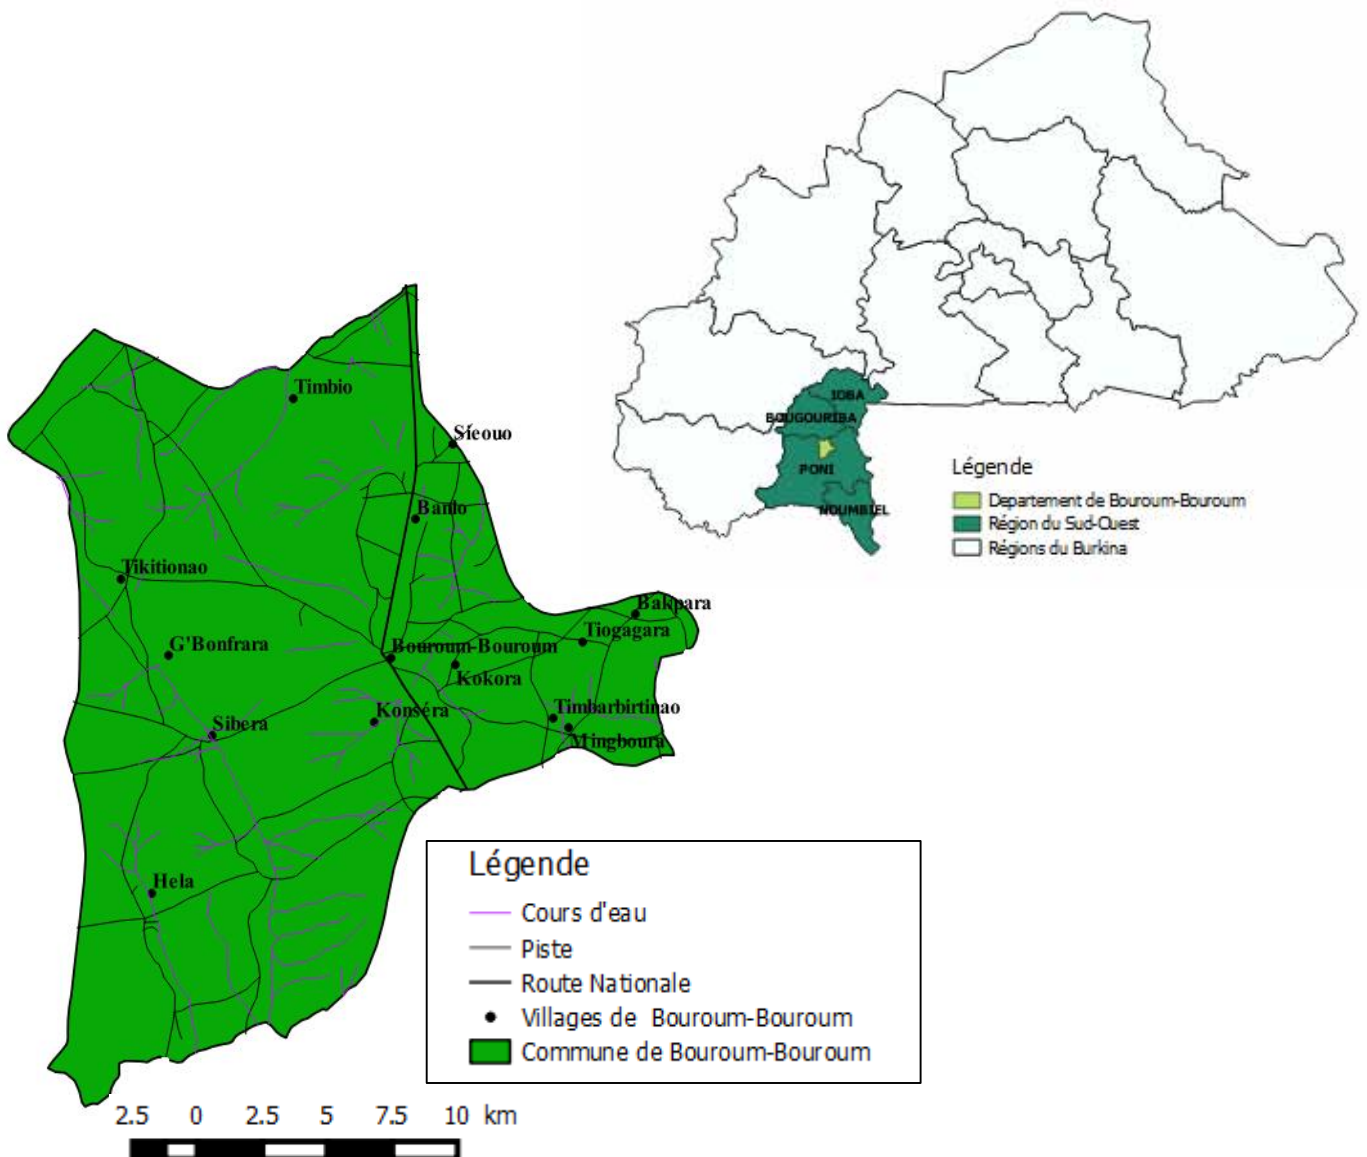 IOBA
BOUGOURIBA
PONI
NOUMBIEL
Légende
Departement de Bouroum-Bouroum
Région du Sud-Ouest
Régions du Burkina
Timbio
Síeouo
Banlo
Tikitionao
Bakpara
Tiogagara
G'Bonfrara
Bouroum-Bouroum
Kokora
Konséra
Timbarbirtinao
Sibera
Mingboura
Hela
Légende
Cours d'eau
Piste
Route Nationale
Villages de Bouroum-Bouroum
Commune de Bouroum-Bouroum
2.5 0 2.5 5 7.5 10 km